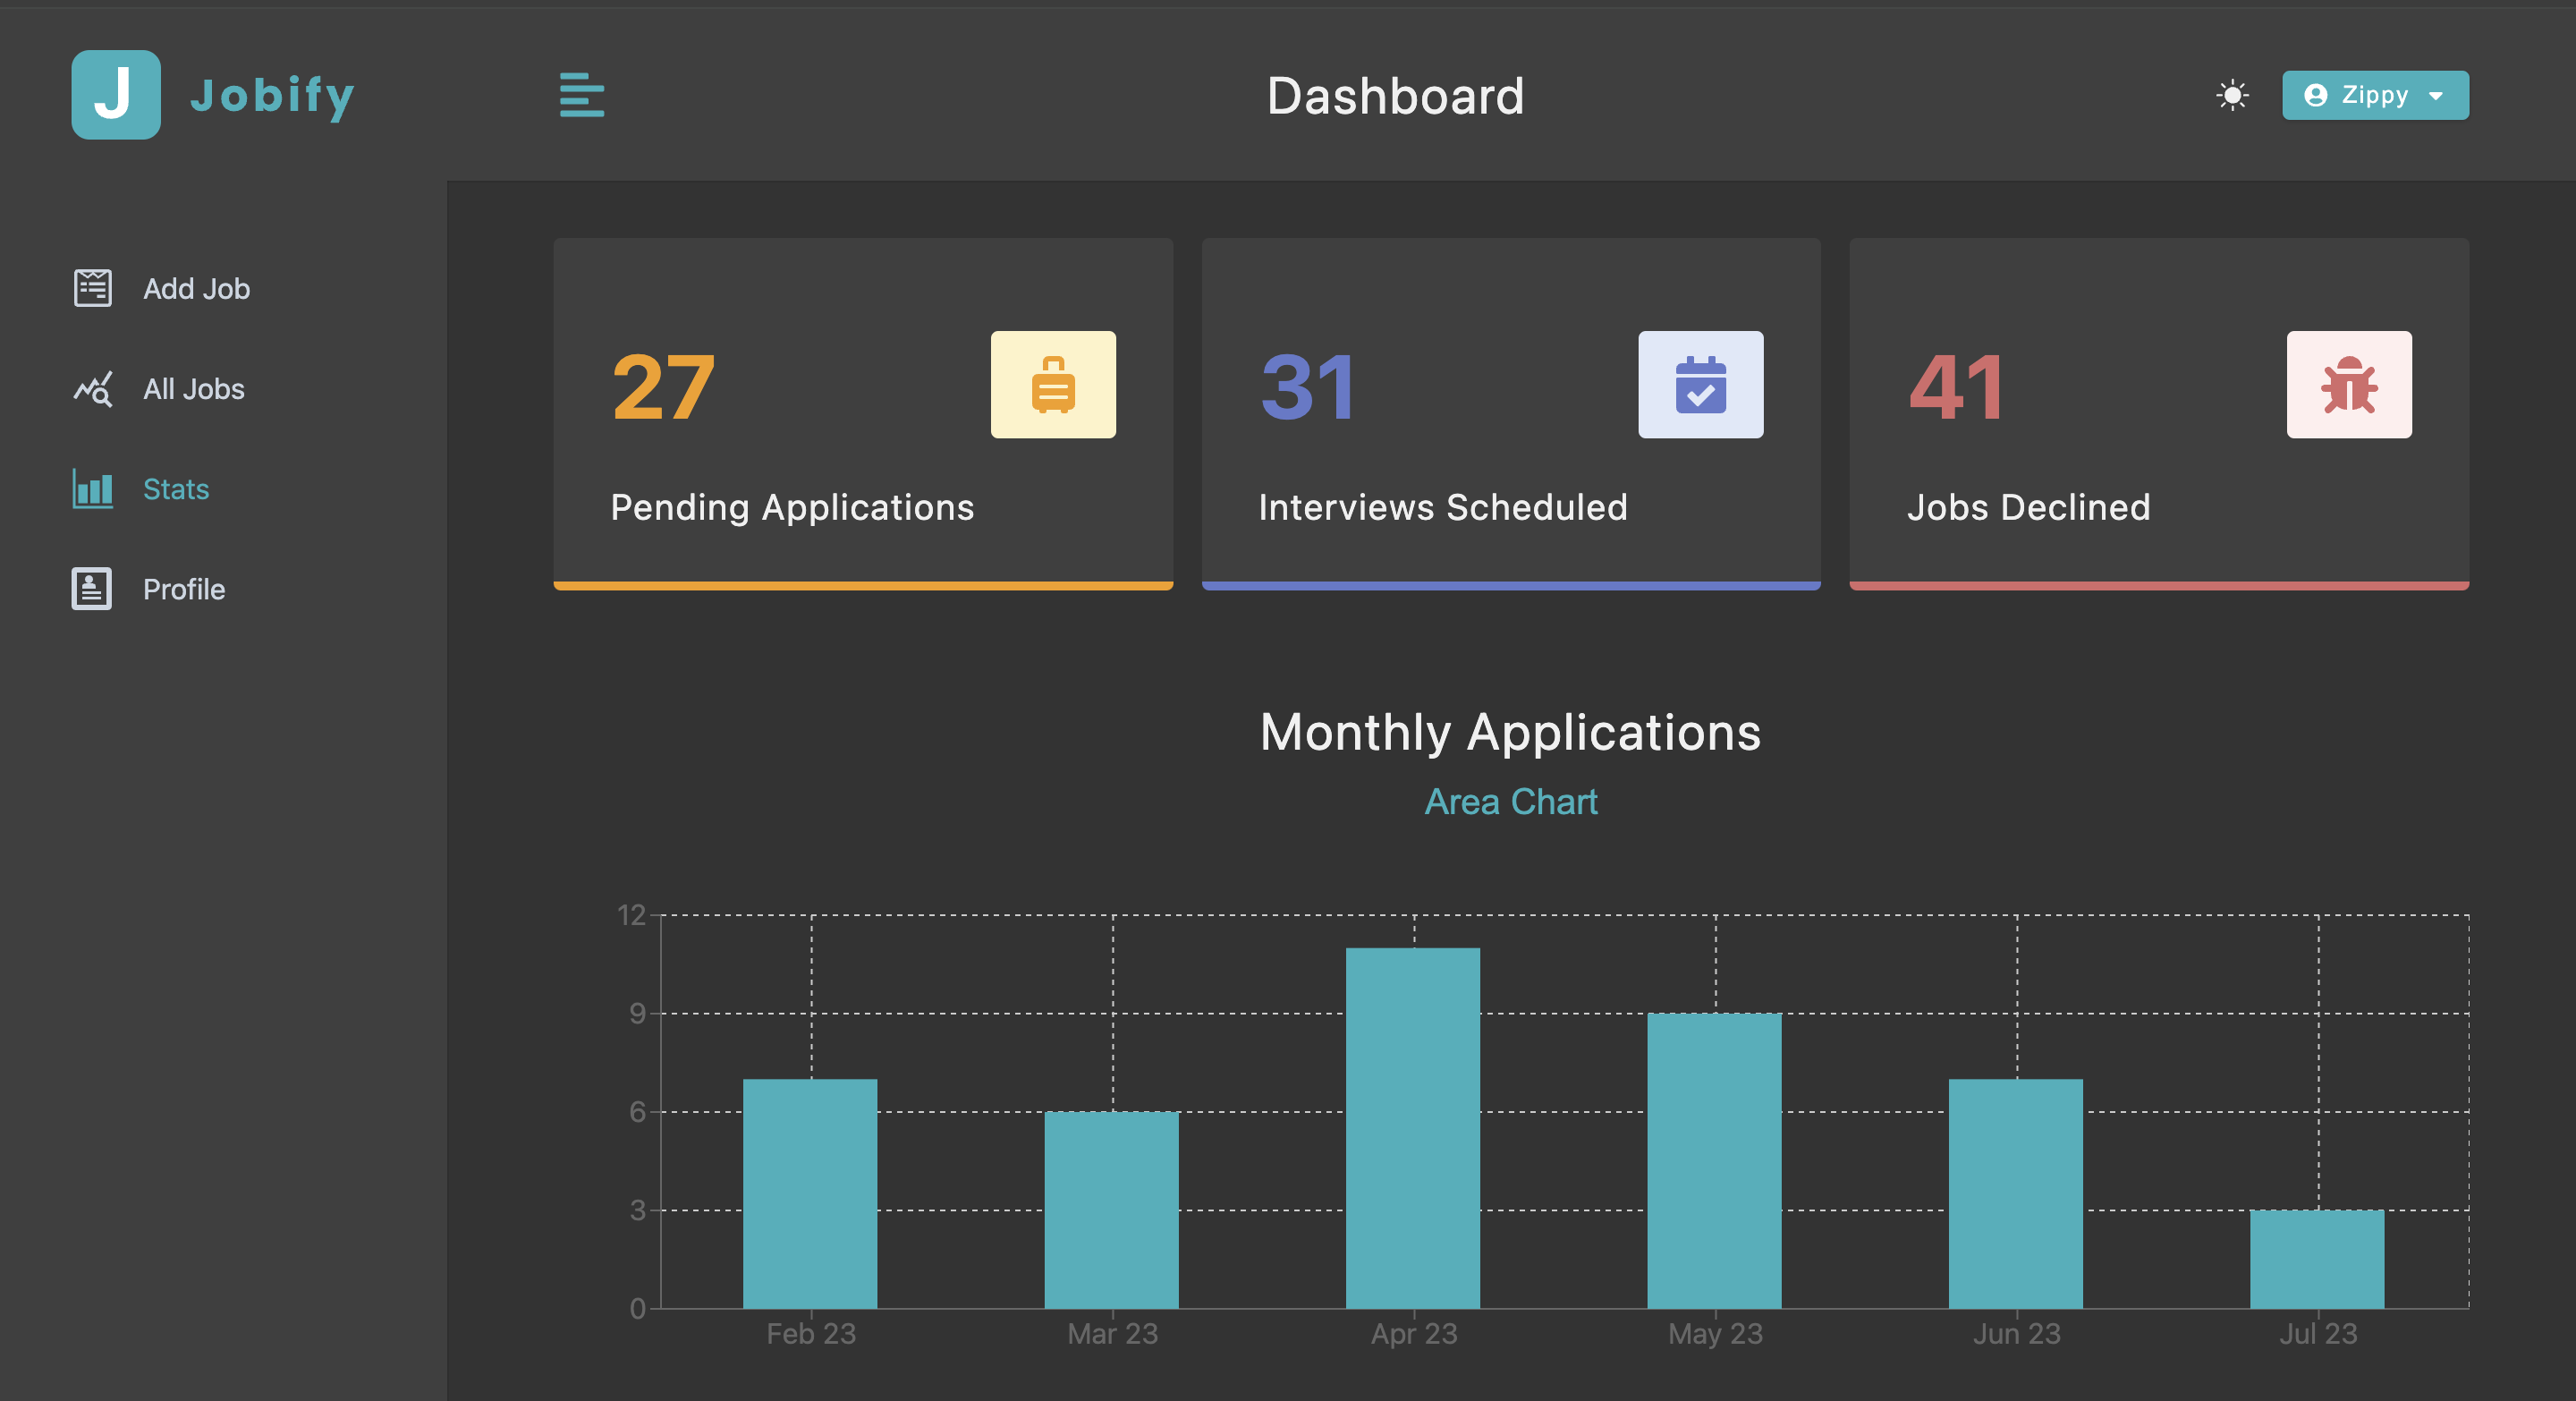 J Jobify
Dashboard
Zippy
Add Job
All Jobs
Stats
Profile
27
Pending Applications
31
Interviews Scheduled
41
Jobs Declined
Monthly Applications
Area Chart
12
9
6
3
0
Feb 23 Mar 23 Apr 23 May 23 Jun 23 Jul 23